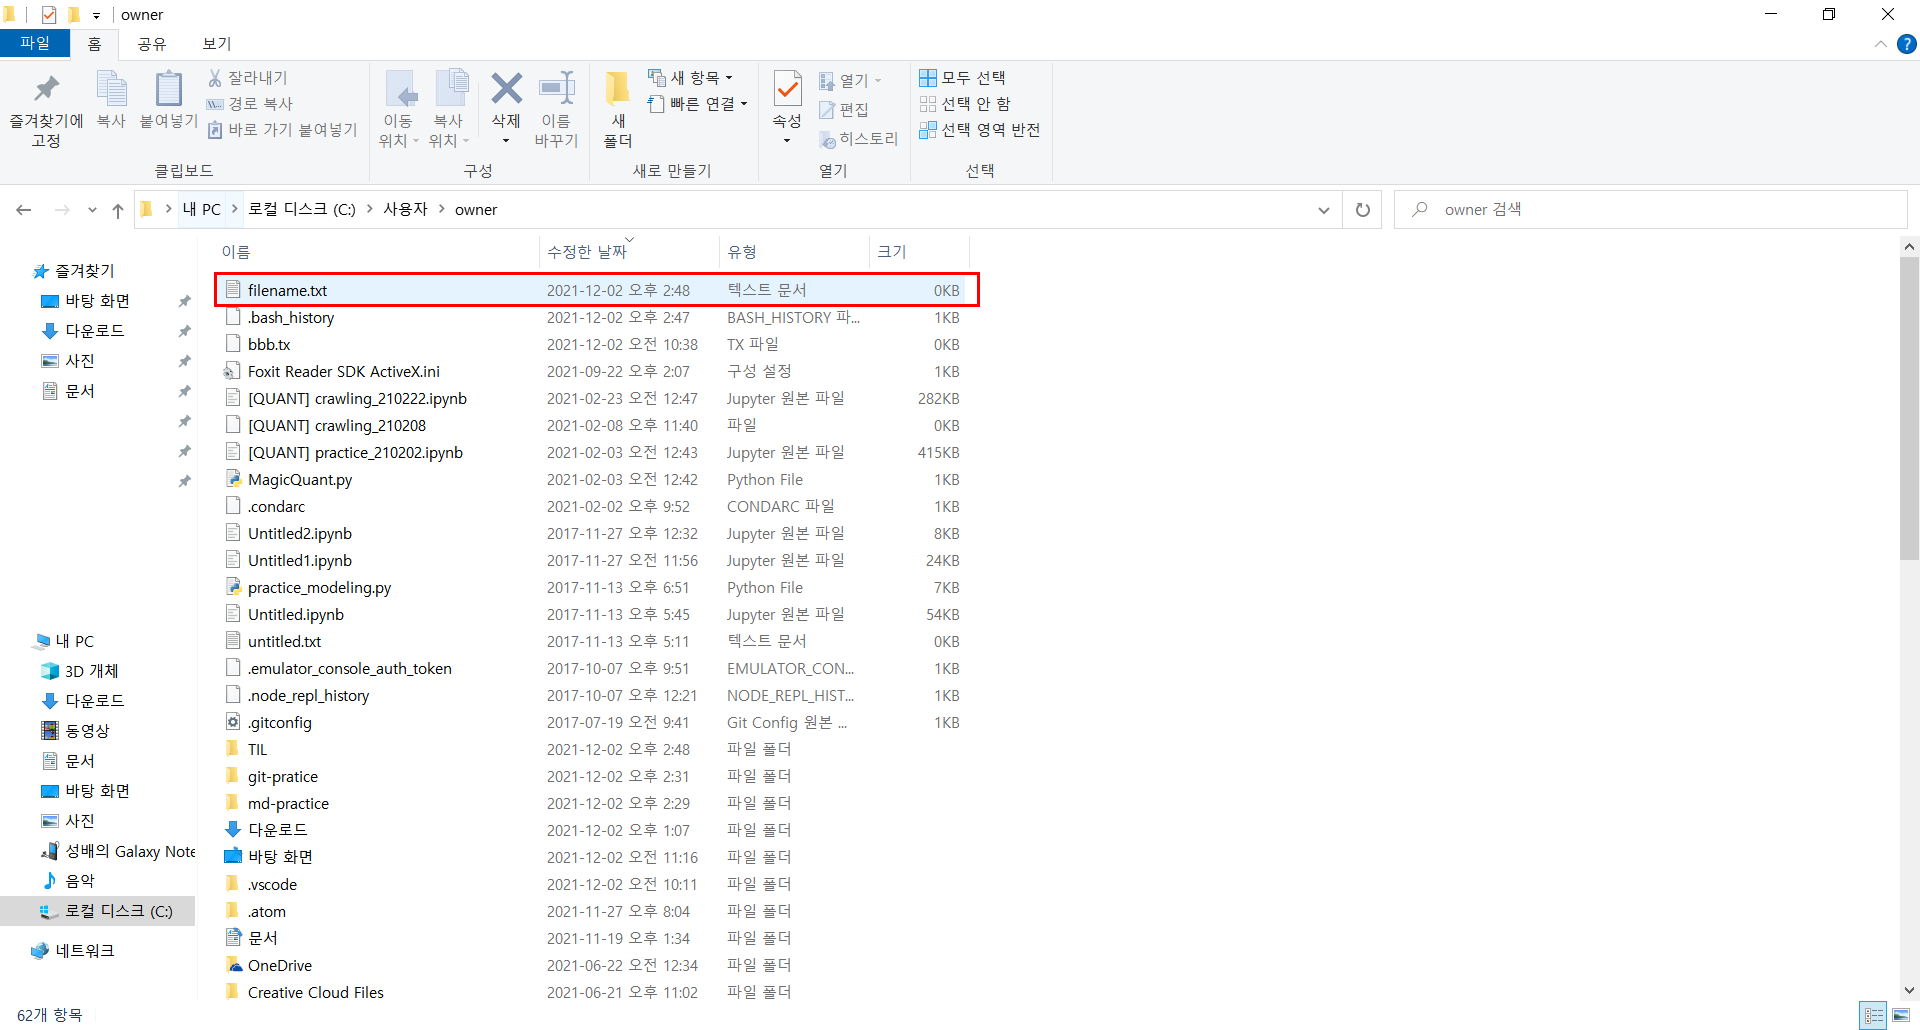 owner
파일 홈 공유 보기
즐겨찾기에 고정
복사
붙여넣기
잘라내기
경로 복사
바로 가기 붙여넣기
클립보드
이동 위치
복사 위치
삭제
이름 바꾸기
구성
새 폴더
새 항목
빠른 연결
새로 만들기
속성
열기
편집
히스토리
열기
모두 선택
선택 안 함
선택 영역 반전
선택
내 PC 로컬 디스크 (C:) 사용자 owner
owner 검색
즐겨찾기
바탕 화면
다운로드
사진
문서
내 PC
3D 개체
다운로드
동영상
문서
바탕 화면
사진
성배의 Galaxy Note
음악
로컬 디스크 (C:)
네트워크
이름 수정한 날짜 유형 크기
filename.txt 2021-12-02 오후 2:48 텍스트 문서 0KB
.bash_history 2021-12-02 오후 2:47 BASH_HISTORY 파... 1KB
bbb.tx 2021-12-02 오전 10:38 TX 파일 0KB
Foxit Reader SDK ActiveX.ini 2021-09-22 오후 2:07 구성 설정 1KB
[QUANT] crawling_210222.ipynb 2021-02-23 오전 12:47 Jupyter 원본 파일 282KB
[QUANT] crawling_210208 2021-02-08 오후 11:40 파일 0KB
[QUANT] practice_210202.ipynb 2021-02-03 오전 12:43 Jupyter 원본 파일 415KB
MagicQuant.py 2021-02-03 오전 12:42 Python File 1KB
.condarc 2021-02-02 오후 9:52 CONDARC 파일 1KB
Untitled2.ipynb 2017-11-27 오후 12:32 Jupyter 원본 파일 8KB
Untitled1.ipynb 2017-11-27 오전 11:56 Jupyter 원본 파일 24KB
practice_modeling.py 2017-11-13 오후 6:51 Python File 7KB
Untitled.ipynb 2017-11-13 오후 5:45 Jupyter 원본 파일 54KB
untitled.txt 2017-11-13 오후 5:11 텍스트 문서 0KB
.emulator_console_auth_token 2017-10-07 오후 9:51 EMULATOR_CON... 1KB
.node_repl_history 2017-10-07 오후 12:21 NODE_REPL_HIST... 1KB
.gitconfig 2017-07-19 오전 9:41 Git Config 원본 ... 1KB
TIL 2021-12-02 오후 2:48 파일 폴더
git-pratice 2021-12-02 오후 2:31 파일 폴더
md-practice 2021-12-02 오후 2:29 파일 폴더
다운로드 2021-12-02 오후 1:07 파일 폴더
바탕 화면 2021-12-02 오전 11:16 파일 폴더
.vscode 2021-12-02 오전 10:11 파일 폴더
.atom 2021-11-27 오후 8:04 파일 폴더
문서 2021-11-19 오후 1:34 파일 폴더
OneDrive 2021-06-22 오전 12:34 파일 폴더
Creative Cloud Files 2021-06-21 오후 11:02 파일 폴더
62개 항목